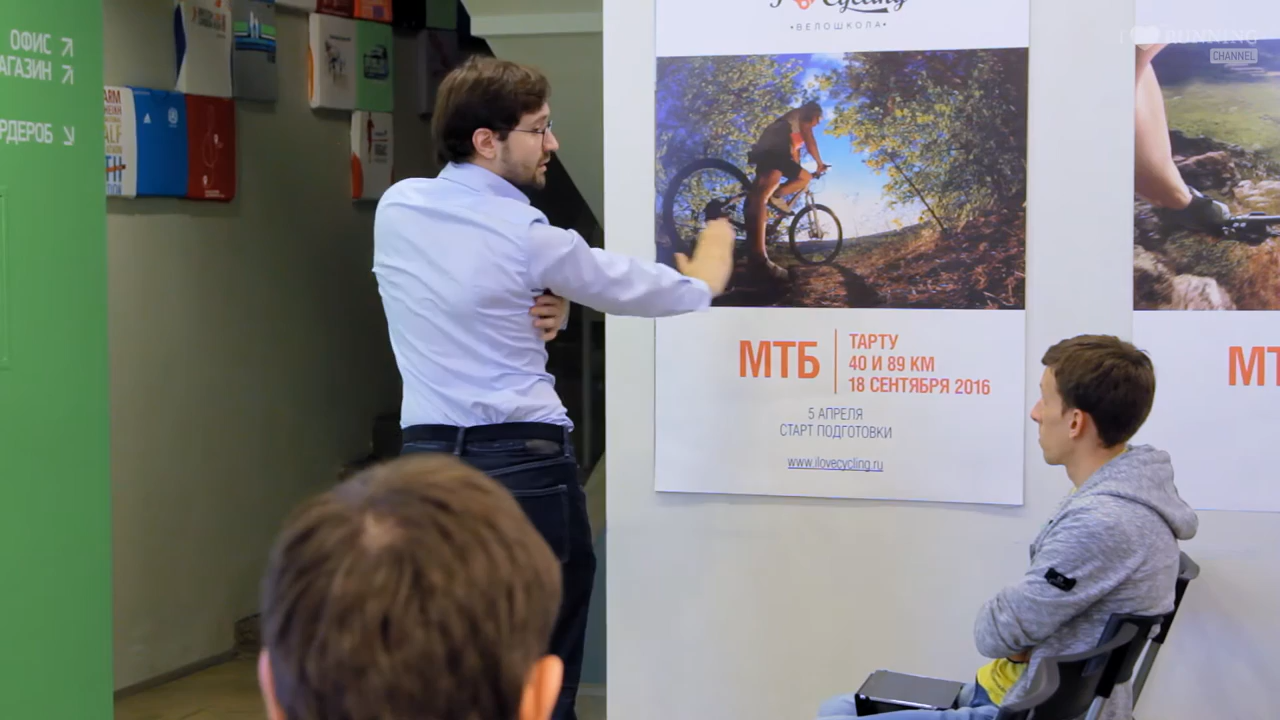 ОФИС
АГАЗИН
РДЕРОБ
I Cycling
•ВЕЛОШКОЛА•
I RUNNING
CHANNEL
МТБ
ТАРТУ
40 И 89 КМ
18 СЕНТЯБРЯ 2016
5 АПРЕЛЯ
СТАРТ ПОДГОТОВКИ
www.ilovecycling.ru
МТ